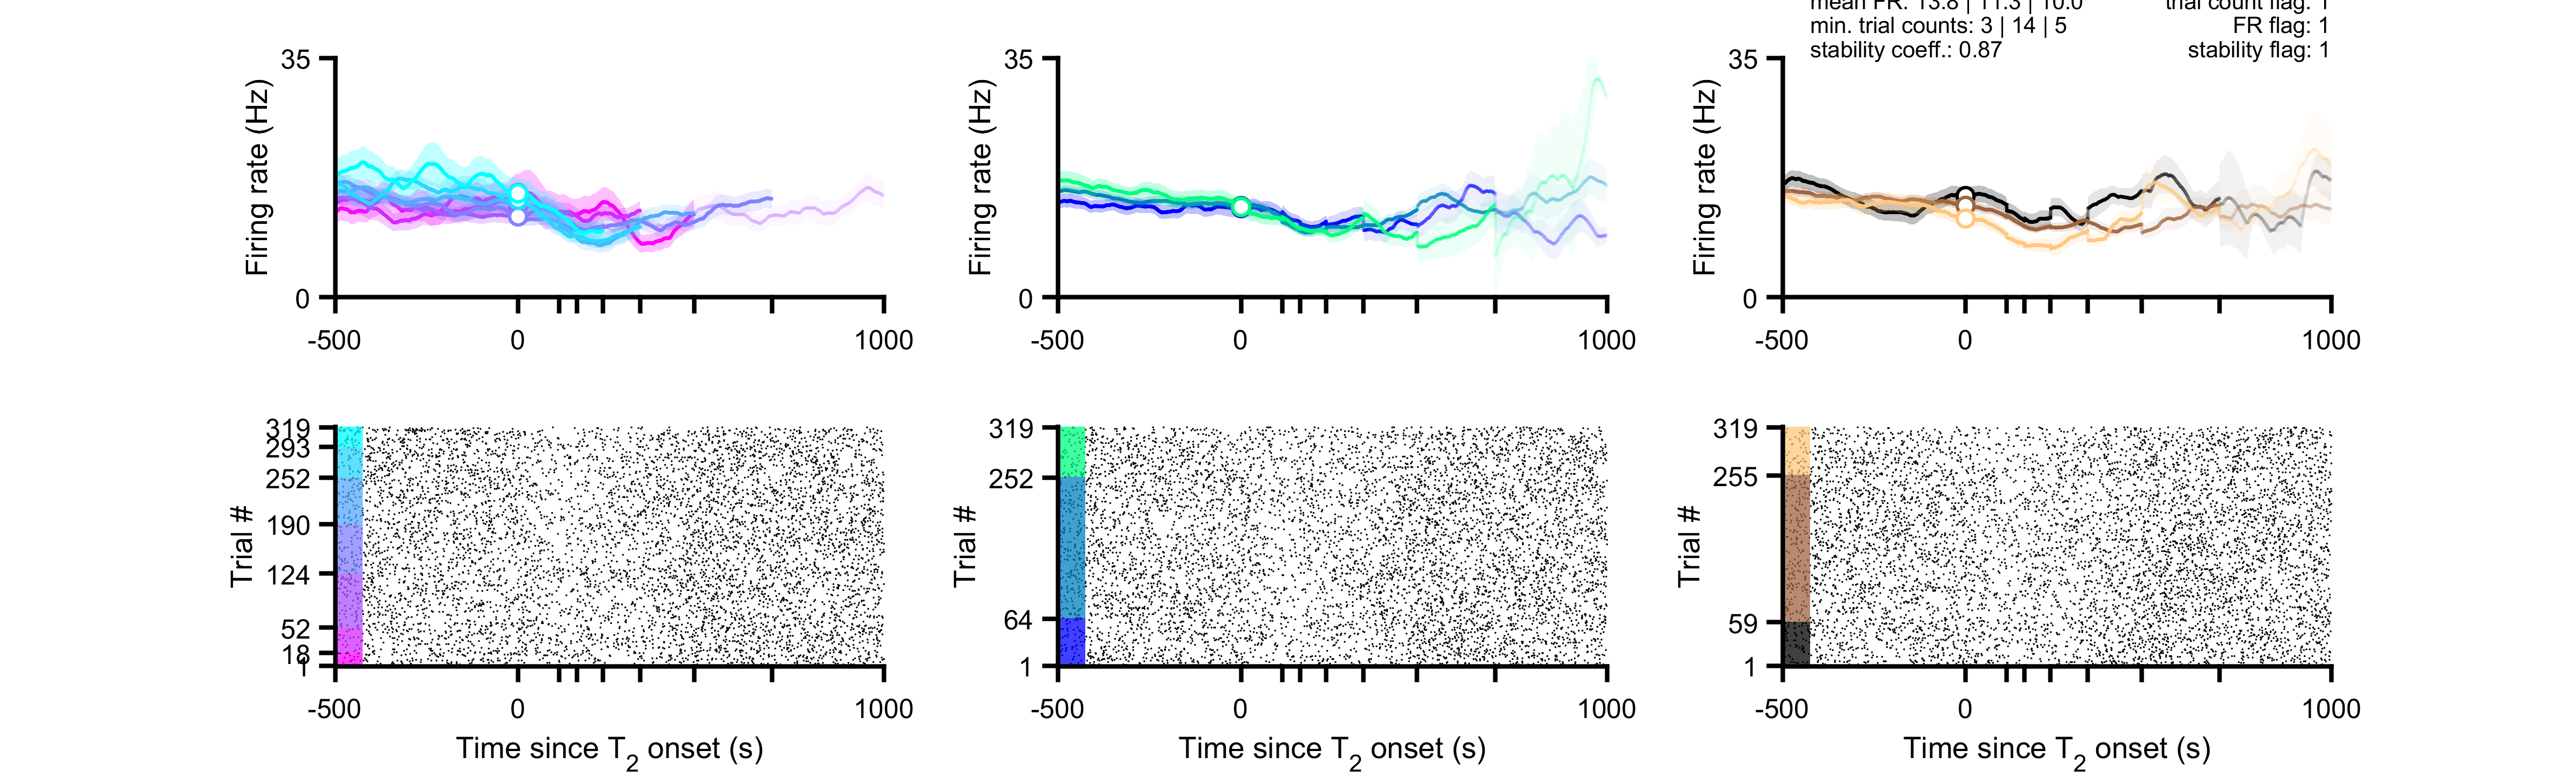 mean FR: 13.8 | 11.3 | 10.0 trial count flag: 1
min. trial counts: 3 | 14 | 5 FR flag: 1
stability coeff.: 0.87 stability flag: 1
35 35 35
Firing rate (Hz) Firing rate (Hz) Firing rate (Hz)
0 0 0
-500 0 1000 -500 0 1000 -500 0 1000
319 319 319
293
252 252 255
190
124
52 64 59
18
1 1 1
Trial # Trial # Trial #
-500 0 1000 -500 0 1000 -500 0 1000
Time since T2 onset (s) Time since T2 onset (s) Time since T2 onset (s)